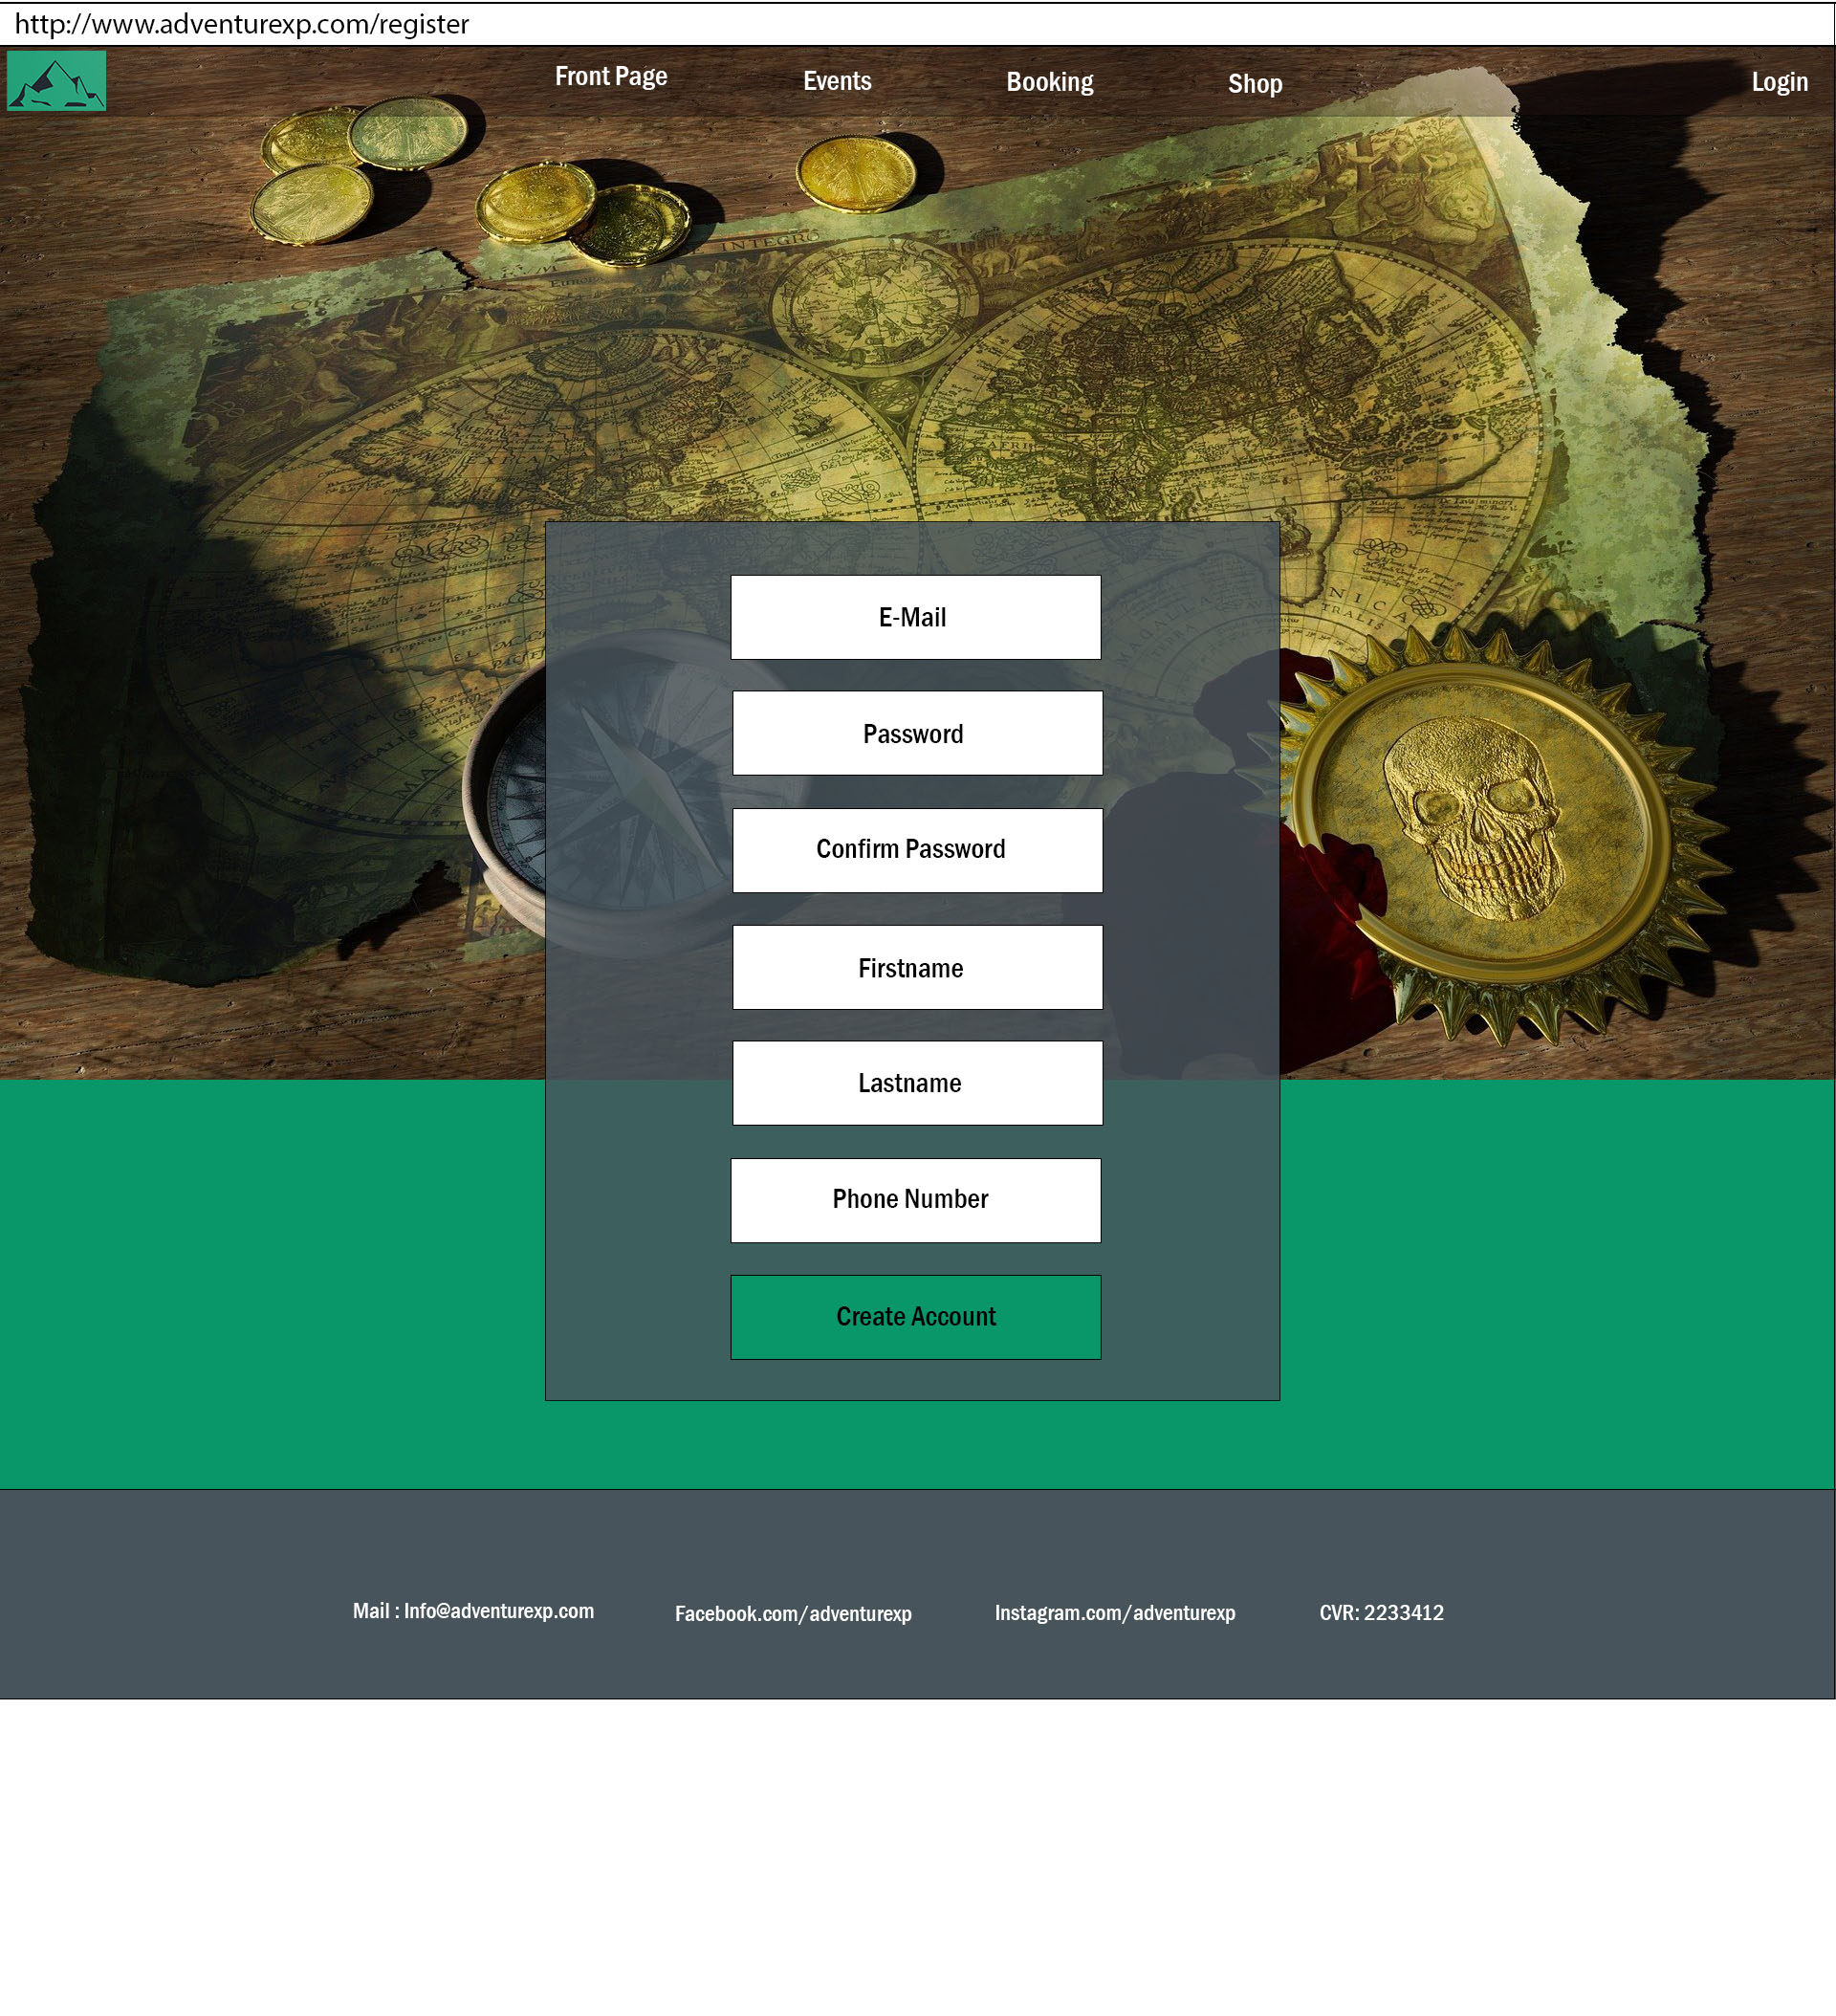 http://www.adventurexp.com/register
Front Page Events Booking Shop Login
INTEGRO
E-Mail
Password
Confirm Password
Firstname
Lastname
Phone Number
Create Account
Mail : Info@adventurexp.com Facebook.com/adventurexp Instagram.com/adventurexp CVR: 2233412